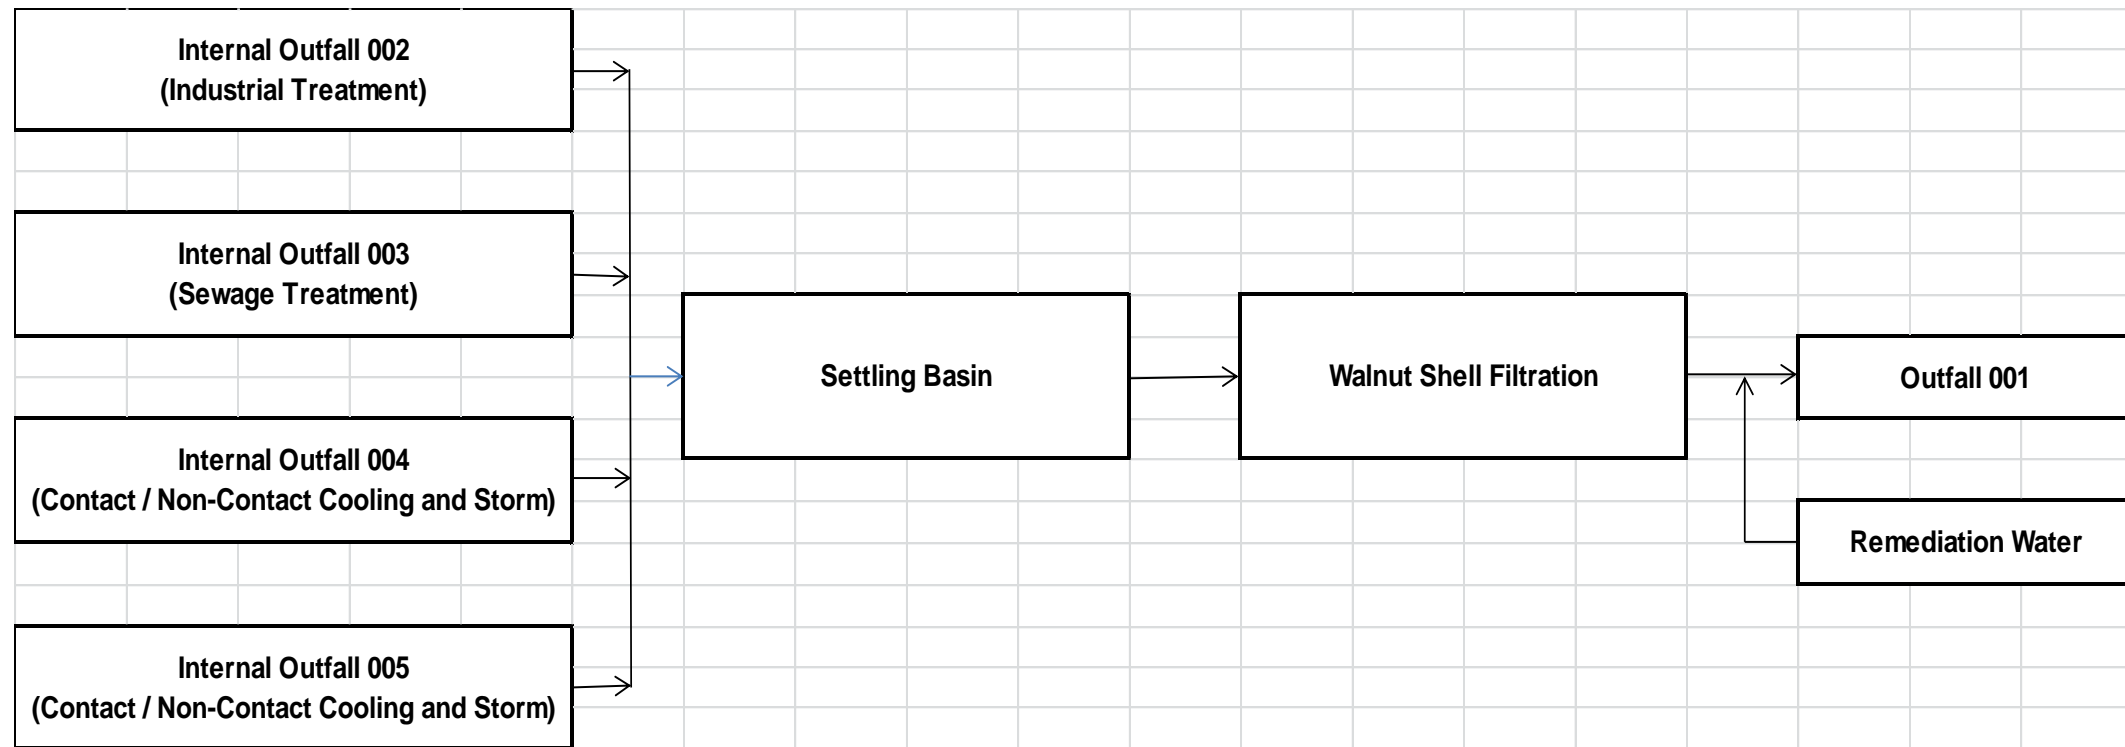 Internal Outfall 002
(Industrial Treatment)
Internal Outfall 003
(Sewage Treatment)
Internal Outfall 004
(Contact / Non-Contact Cooling and Storm)
Internal Outfall 005
(Contact / Non-Contact Cooling and Storm)
Settling Basin
Walnut Shell Filtration
Outfall 001
Remediation Water